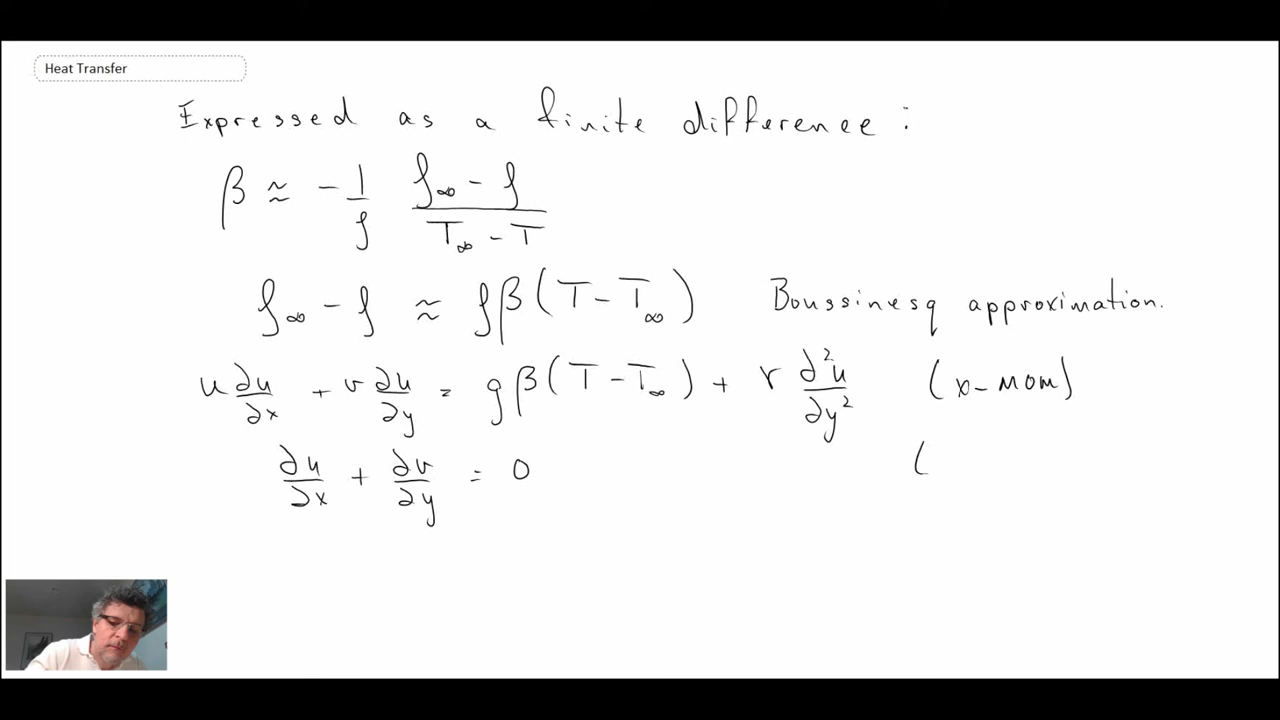 Heat Transfer
Expressed as a finite difference :
β ≈ - 1/ρ (ρ∞ - ρ)/(T∞ - T)
ρ∞ - ρ ≈ ρβ(T - T∞) Boussinesq approximation.
u ∂u/∂x + v ∂u/∂y = gβ(T - T∞) + ν ∂²u/∂y² (x-mom)
∂u/∂x + ∂v/∂y = 0 (